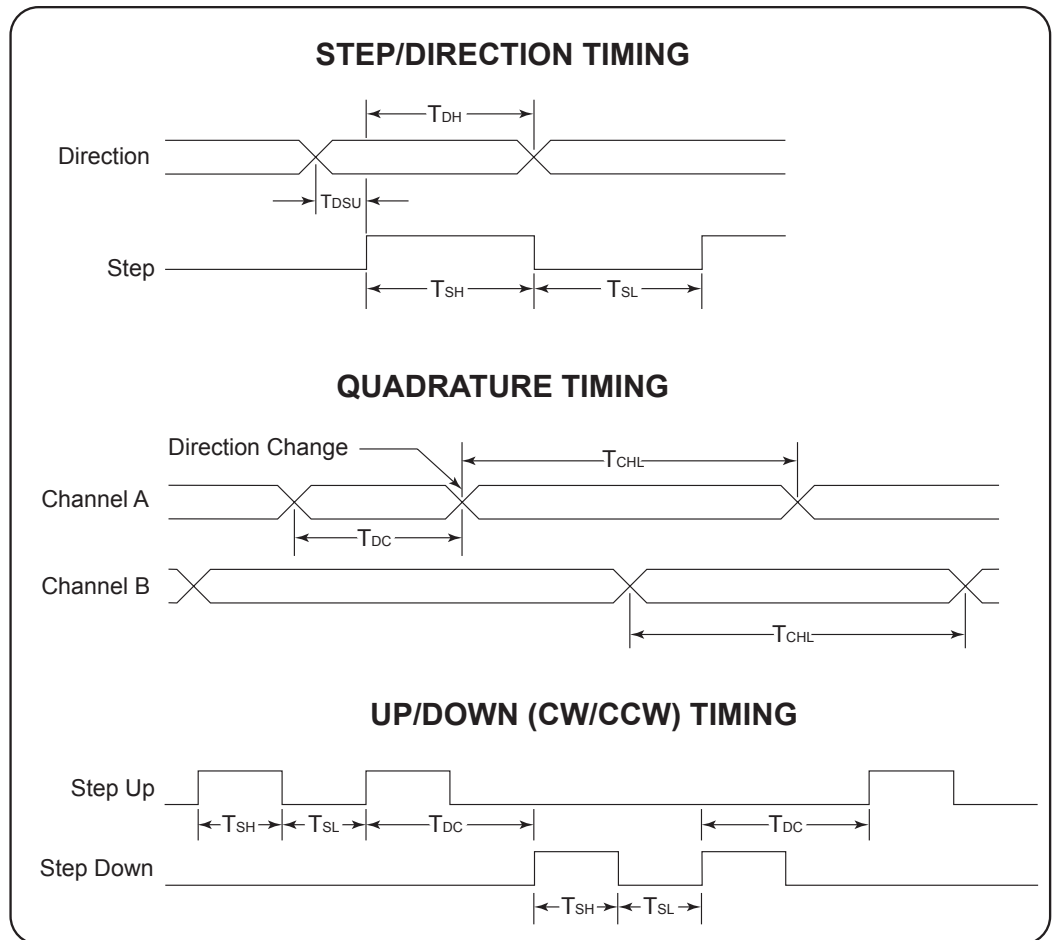 STEP/DIRECTION TIMING
TDH
Direction
TDSU
Step
TSH TSL
QUADRATURE TIMING
Direction Change
TCHL
Channel A
TDC
Channel B
TCHL
UP/DOWN (CW/CCW) TIMING
Step Up
TSH TSL TDC TDC
Step Down
TSH TSL